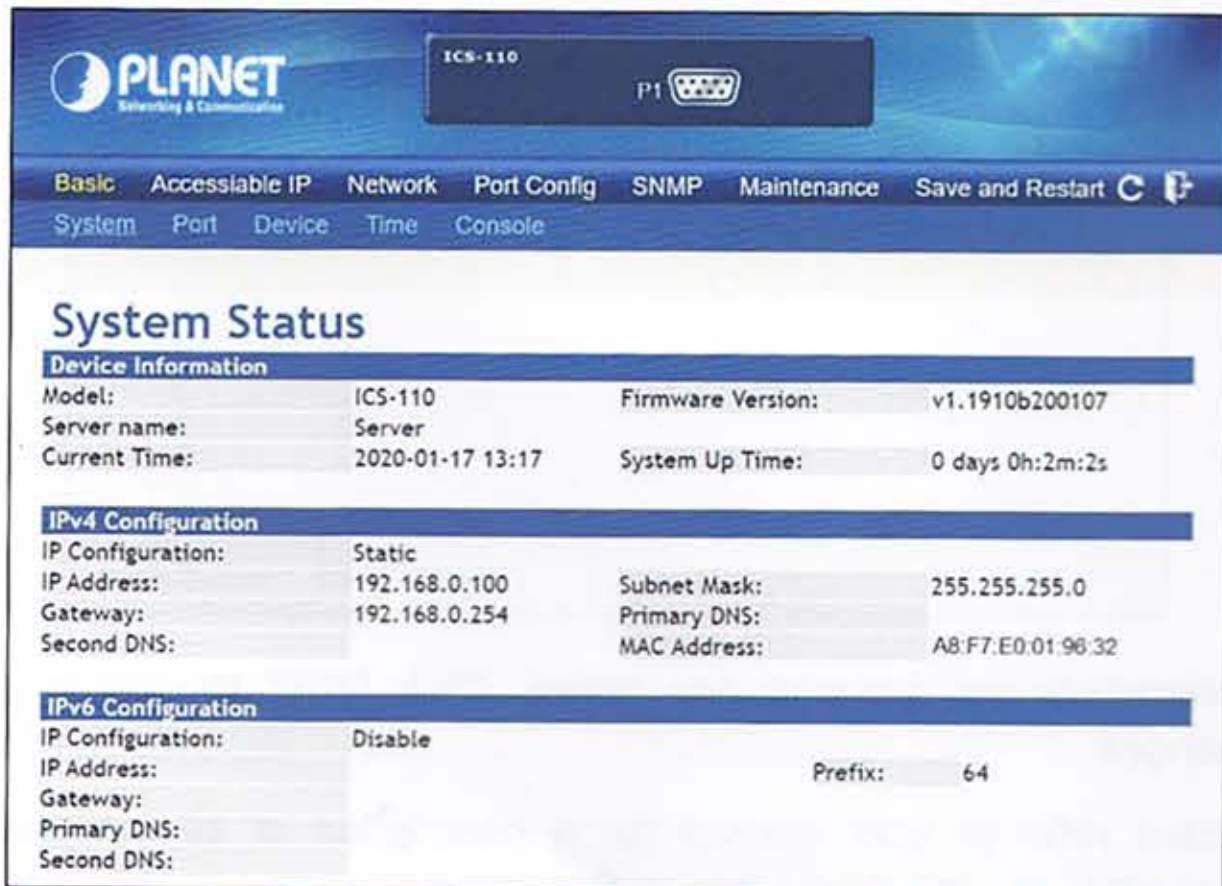 PLANET
Networking & Communication
ICS-110
P1
Basic Accessiable IP Network Port Config SNMP Maintenance Save and Restart
System Port Device Time Console
System Status
Device Information
Model: ICS-110 Firmware Version: v1.1910b200107
Server name: Server
Current Time: 2020-01-17 13:17 System Up Time: 0 days 0h:2m:2s
IPv4 Configuration
IP Configuration: Static
IP Address: 192.168.0.100 Subnet Mask: 255.255.255.0
Gateway: 192.168.0.254 Primary DNS:
Second DNS: MAC Address: A8:F7:E0:01:96:32
IPv6 Configuration
IP Configuration: Disable
IP Address: Prefix: 64
Gateway:
Primary DNS:
Second DNS: